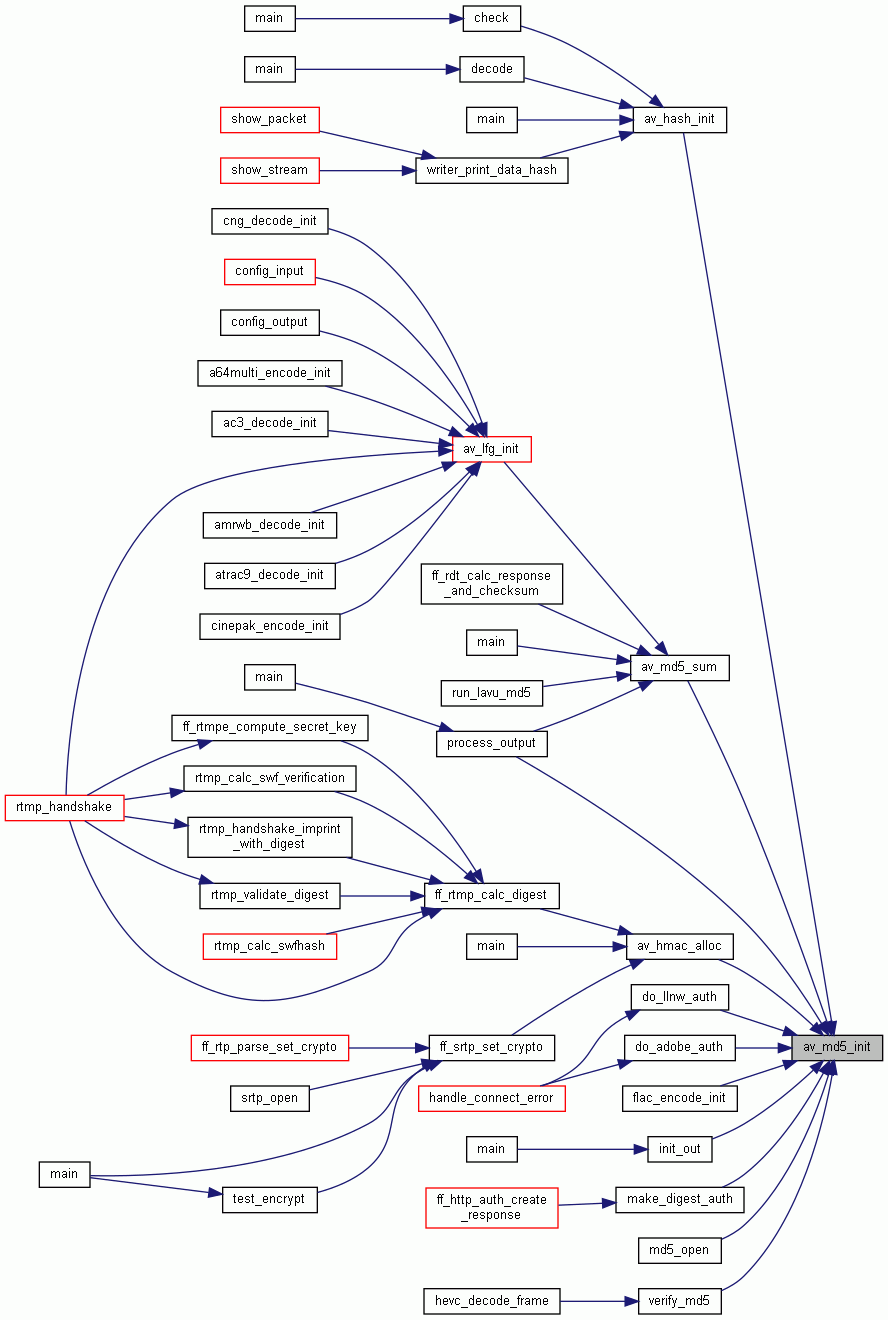 main
check
main
decode
show_packet
main
av_hash_init
show_stream
writer_print_data_hash
cng_decode_init
config_input
config_output
a64multi_encode_init
ac3_decode_init
av_lfg_init
amrwb_decode_init
atrac9_decode_init
ff_rdt_calc_response
_and_checksum
cinepak_encode_init
main
av_md5_sum
main
run_lavu_md5
ff_rtmpe_compute_secret_key
process_output
rtmp_calc_swf_verification
rtmp_handshake
rtmp_handshake_imprint
_with_digest
rtmp_validate_digest
ff_rtmp_calc_digest
rtmp_calc_swfhash
main
av_hmac_alloc
do_llnw_auth
ff_rtp_parse_set_crypto
ff_srtp_set_crypto
do_adobe_auth
av_md5_init
srtp_open
handle_connect_error
flac_encode_init
main
init_out
main
test_encrypt
ff_http_auth_create
_response
make_digest_auth
md5_open
hevc_decode_frame
verify_md5